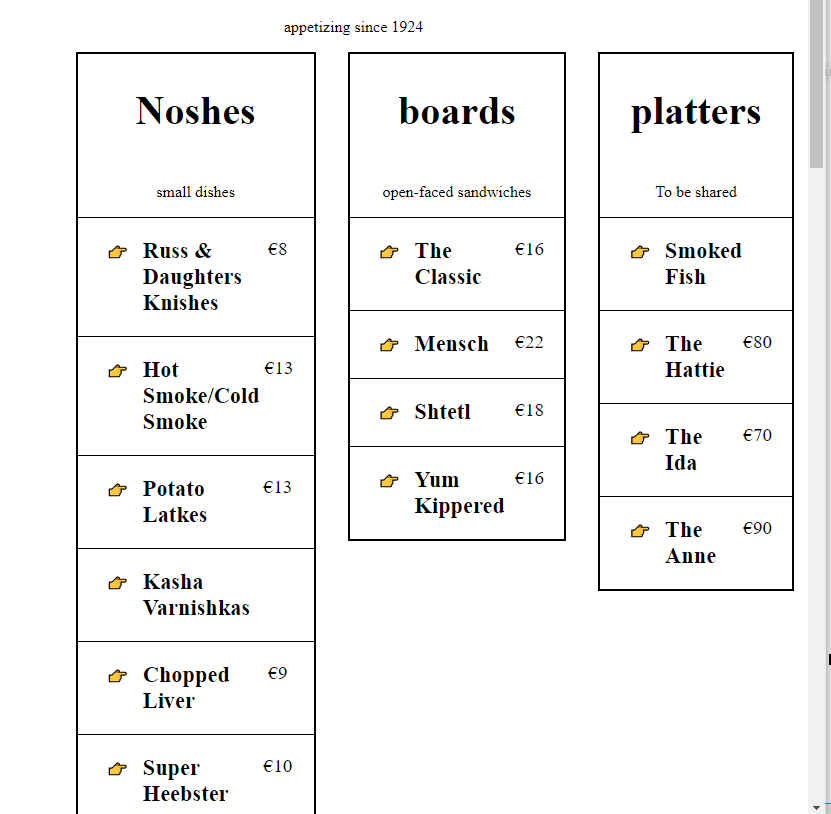 appetizing since 1924
Noshes
small dishes
Russ & €8
Daughters
Knishes
Hot €13
Smoke/Cold
Smoke
Potato €13
Latkes
Kasha
Varnishkas
Chopped €9
Liver
Super €10
Heebster
boards
open-faced sandwiches
The €16
Classic
Mensch €22
Shtetl €18
Yum €16
Kippered
platters
To be shared
Smoked
Fish
The €80
Hattie
The €70
Ida
The €90
Anne